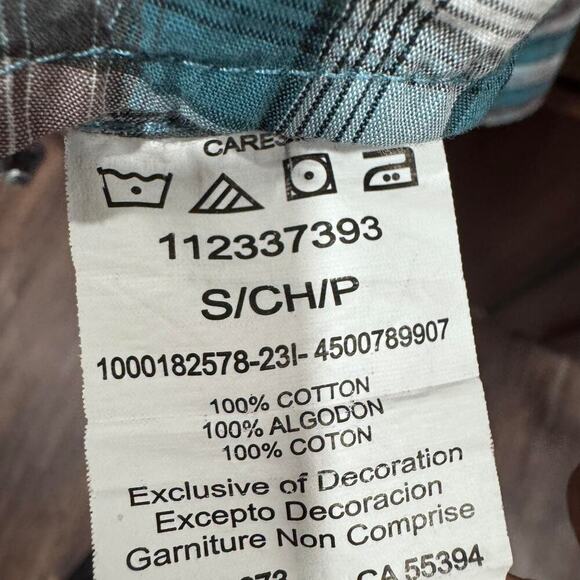 112337393
S/CH/P
1000182578-23I-4500789907
100% COTTON
100% ALGODON
100% COTON
Exclusive of Decoration
Excepto Decoracion
Garniture Non Comprise
CA 55394